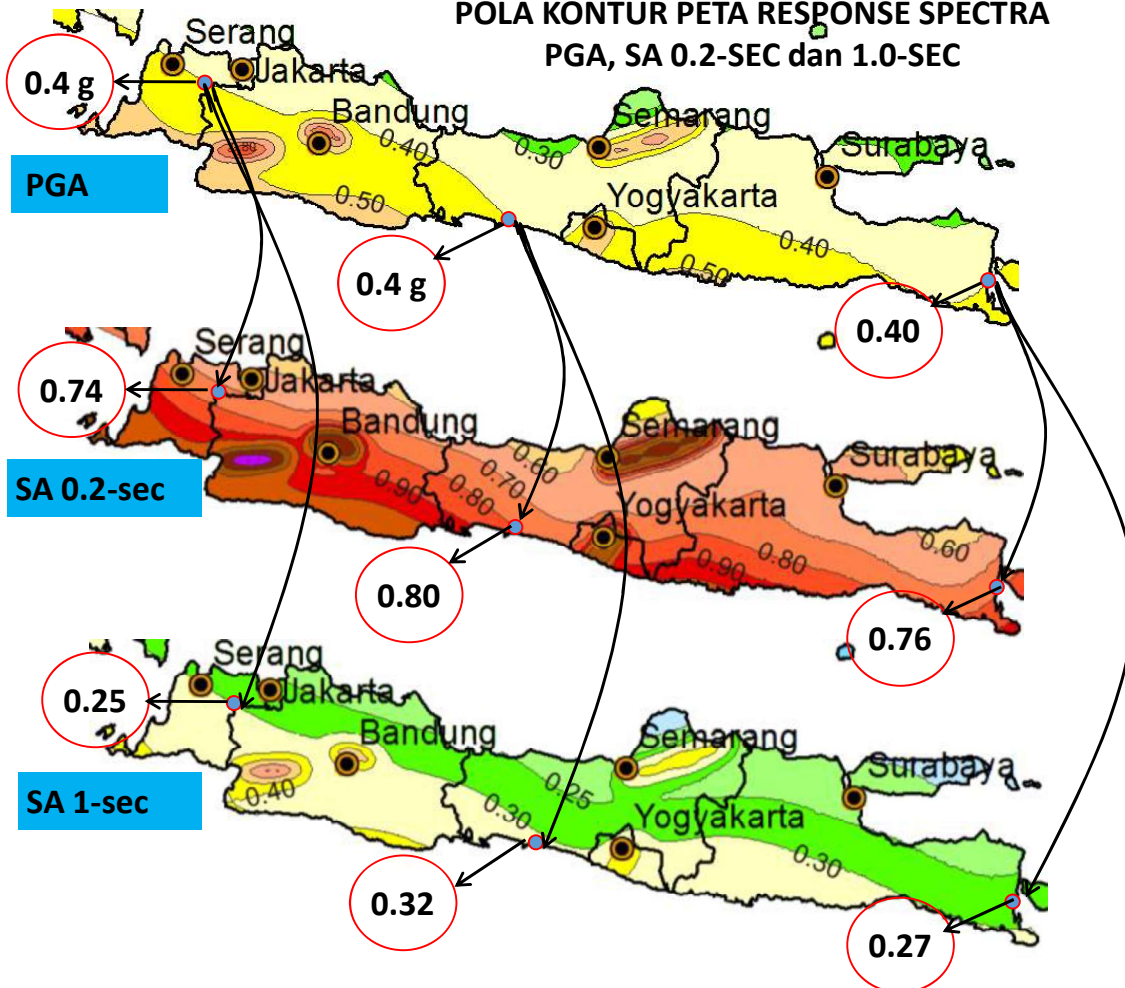 POLA KONTUR PETA RESPONSE SPECTRA
PGA, SA 0.2-SEC dan 1.0-SEC
Serang
Jakarta
0.4 g
Bandung
Semarang
0.40
0.30
Surabaya
PGA
0.50
Yogyakarta
0.40
0.50
0.4 g
0.40
Serang
Jakarta
0.74
Bandung
Semarang
0.60
Surabaya
SA 0.2-sec
0.70
0.90
0.80
Yogyakarta
0.60
0.80
0.90
0.80
0.76
Serang
Jakarta
0.25
Bandung
Semarang
Surabaya
SA 1-sec
0.40
0.25
0.30
Yogyakarta
0.30
0.32
0.27